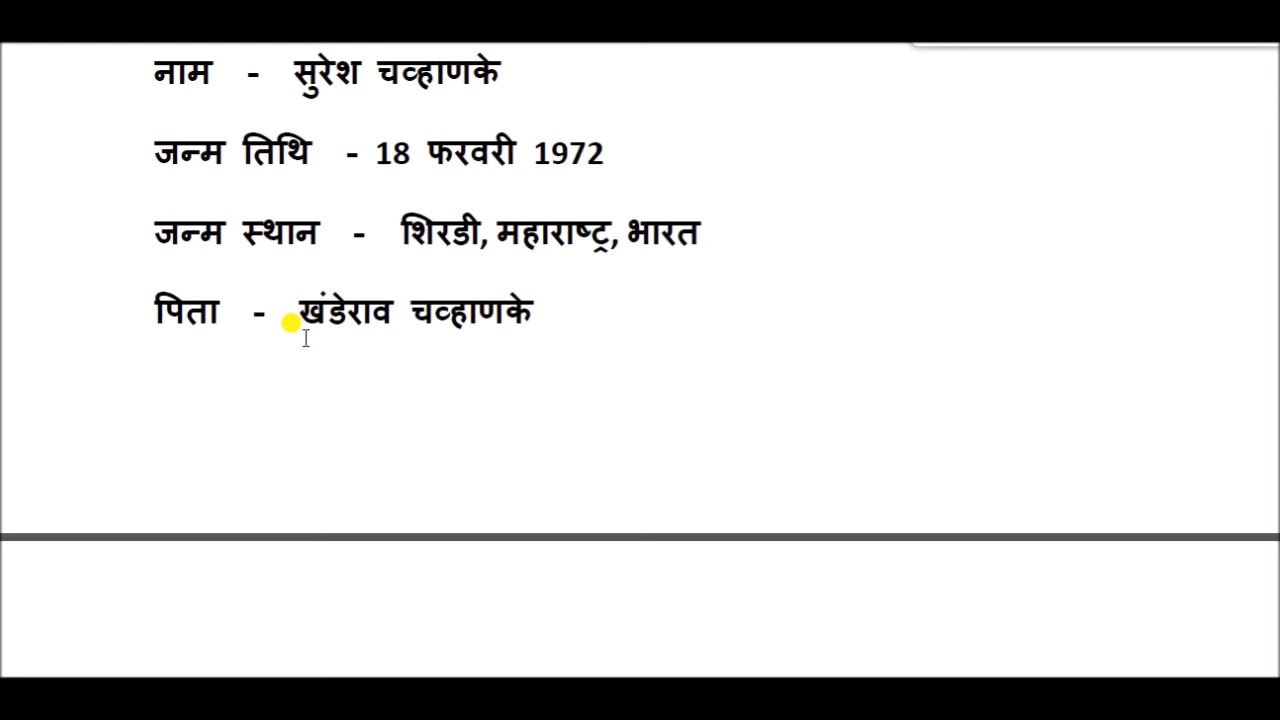 नाम - सुरेश चव्हाणके
जन्म तिथि - 18 फरवरी 1972
जन्म स्थान - शिरडी, महाराष्ट्र, भारत
पिता - खंडेराव चव्हाणके